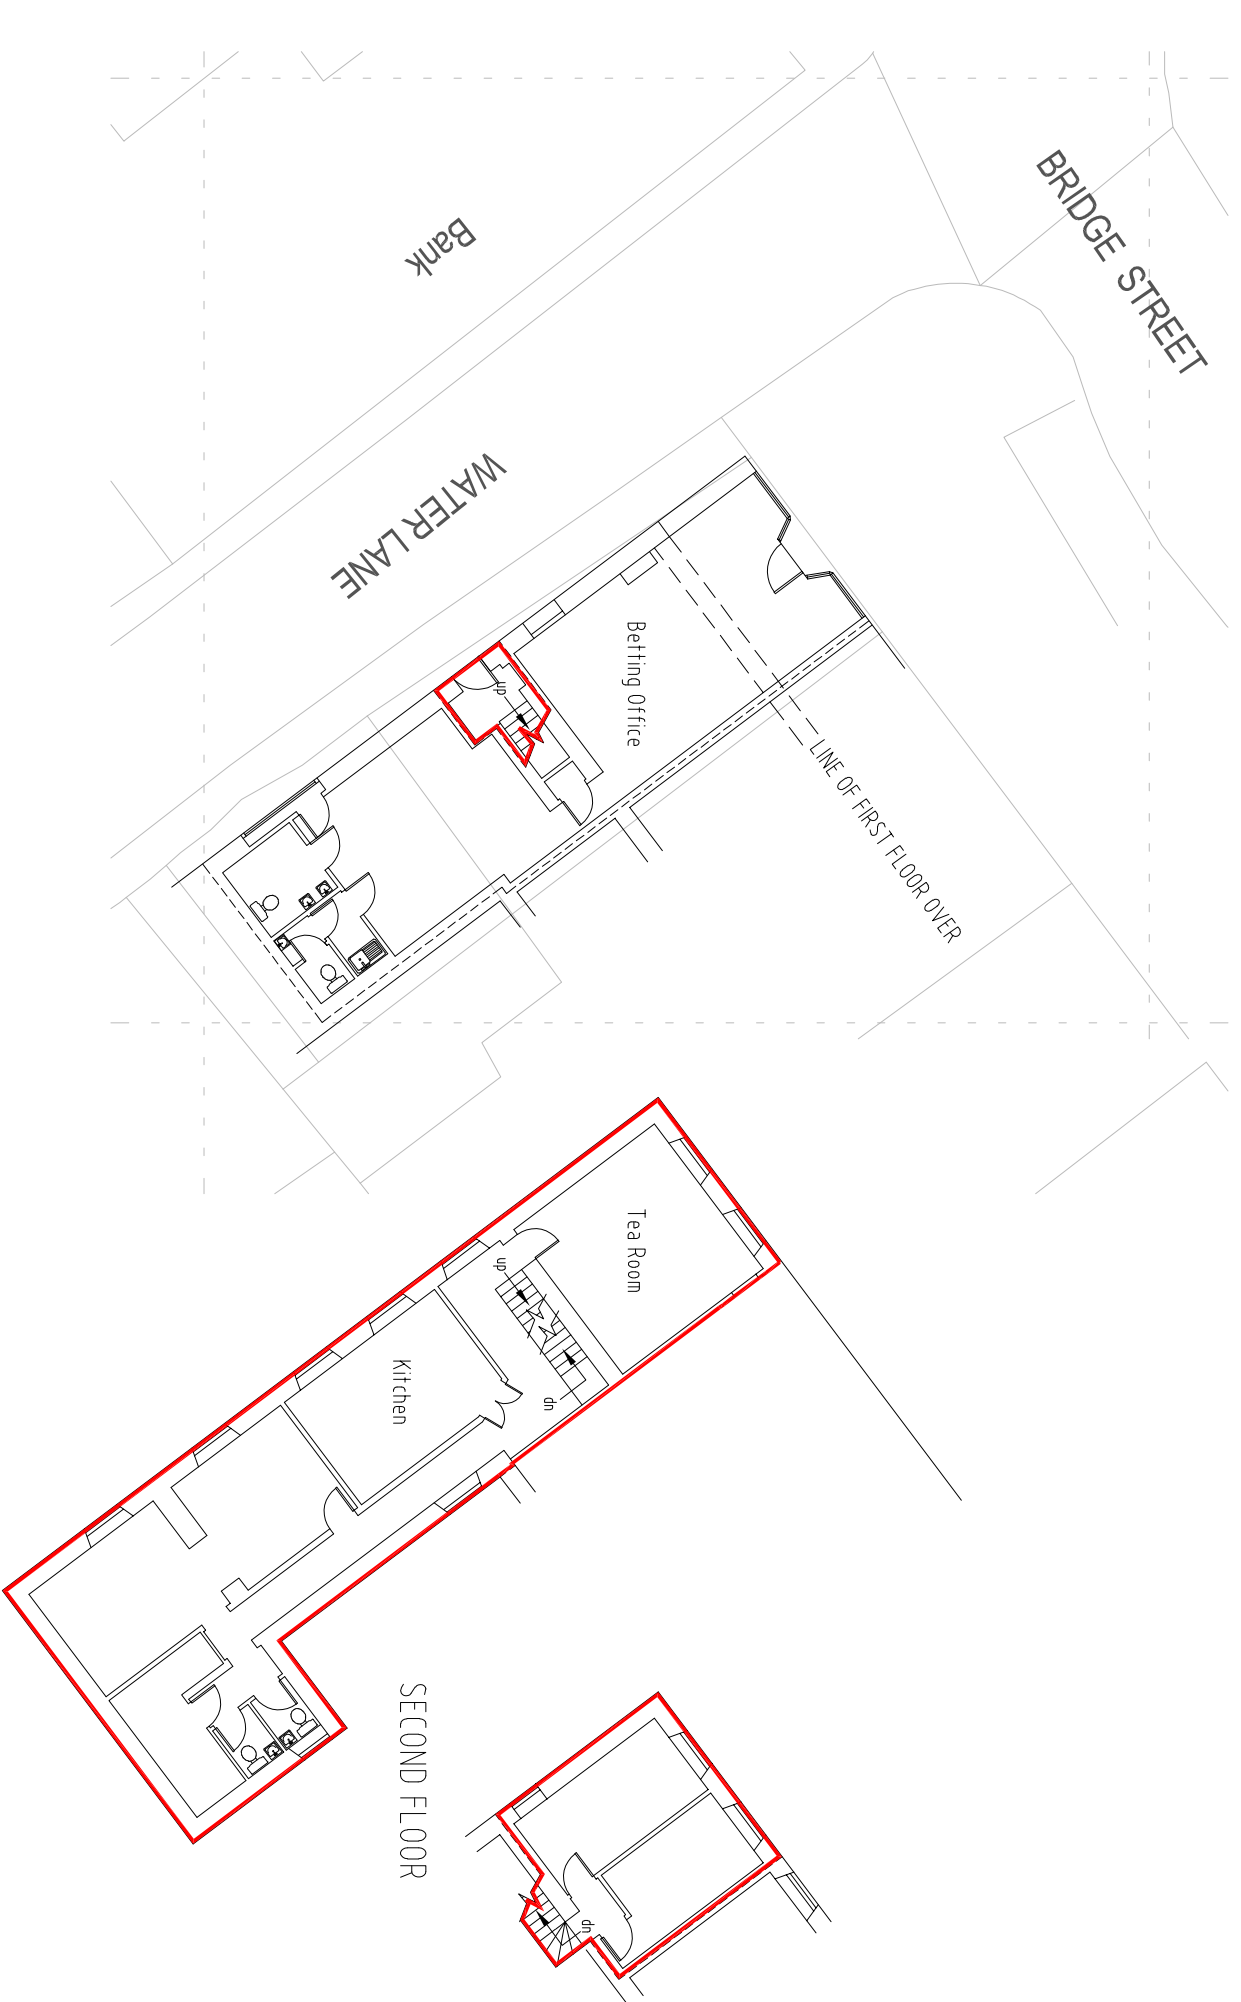 BRIDGE STREET
Bank
WATER LANE
Betting Office
up
LINE OF FIRST FLOOR OVER
Tea Room
up
Kitchen
dn
SECOND FLOOR
dn